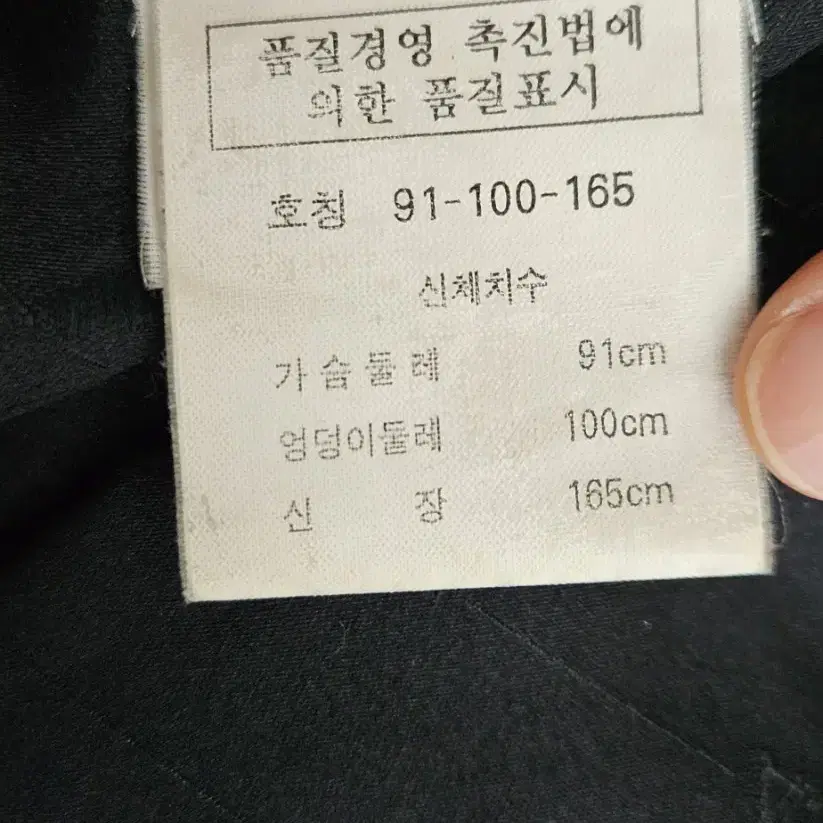 품질경영 촉진법에
의한 품질표시
호칭 91-100-165
신체치수
가슴둘레 91cm
엉덩이둘레 100cm
신 장 165cm